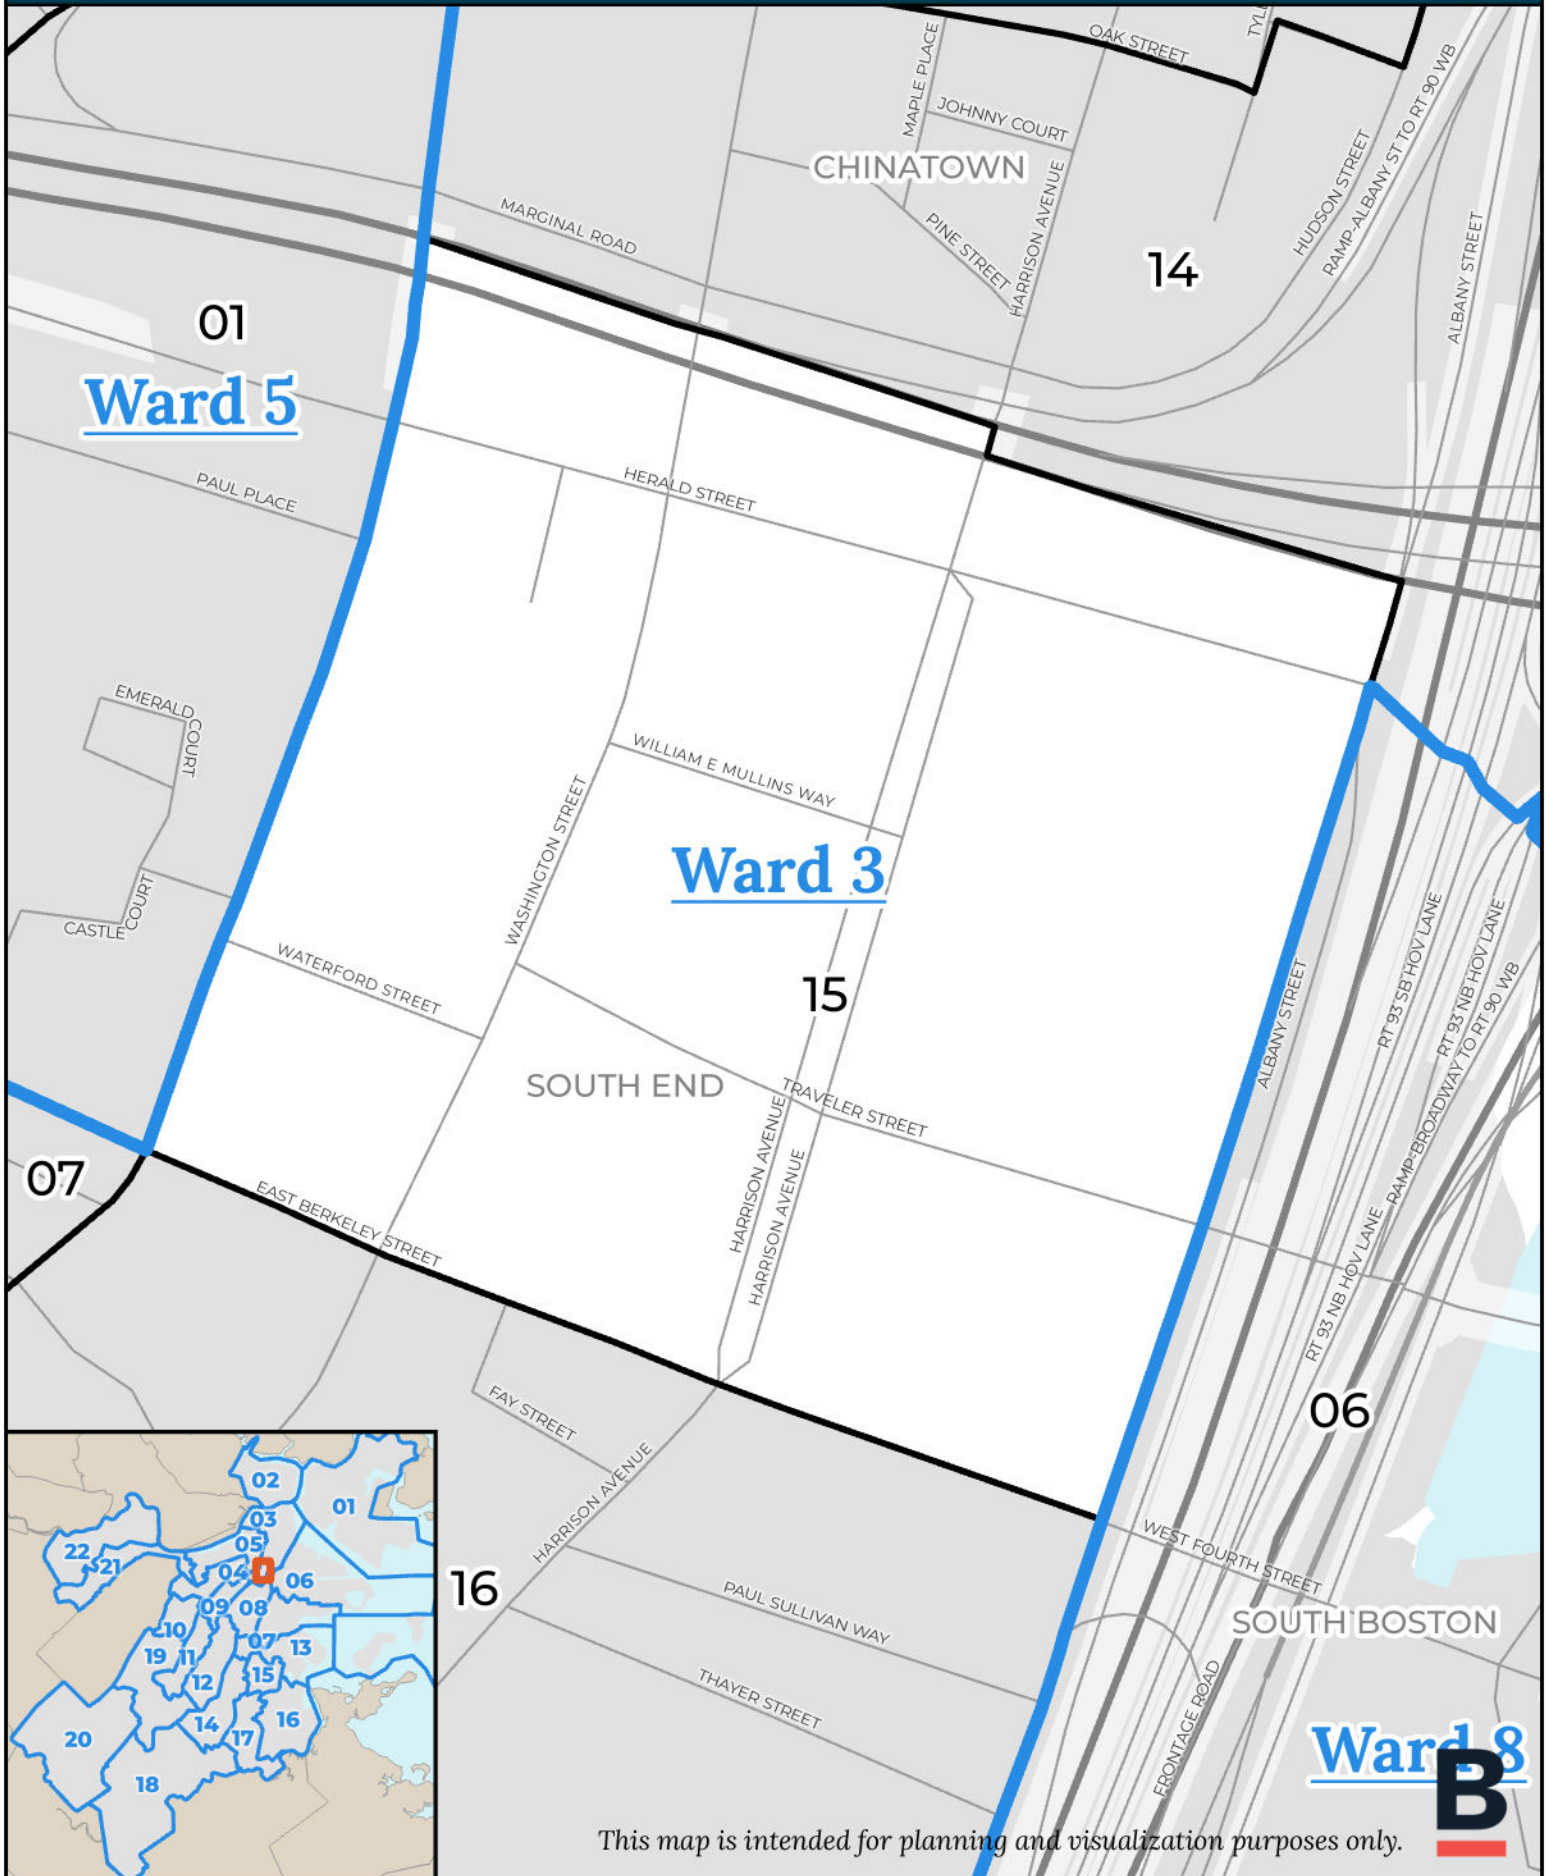 OAK STREET
MAPLE PLACE
JOHNNY COURT
CHINATOWN
HARRISON AVENUE
PINE STREET
MARGINAL ROAD
HUDSON STREET
RAMP-ALBANY ST TO RT 90 WB
ALBANY STREET
14
01
Ward 5
PAUL PLACE
HERALD STREET
EMERALD COURT
CASTLE COURT
WILLIAM E MULLINS WAY
WASHINGTON STREET
Ward 3
15
WATERFORD STREET
SOUTH END
TRAVELER STREET
HARRISON AVENUE
HARRISON AVENUE
ALBANY STREET
RT 93 SB HOV LANE
RT 93 NB HOV LANE
RAMP-BROADWAY TO RT 90 WB
RT 93 NB HOV LANE
07
EAST BERKELEY STREET
06
FAY STREET
HARRISON AVENUE
16
WEST FOURTH STREET
SOUTH BOSTON
PAUL SULLIVAN WAY
THAYER STREET
FRONTAGE ROAD
Ward 8
B
02
01
03
05
22
21
04
06
09
08
10
07
13
19
11
15
12
14
16
17
20
18
This map is intended for planning and visualization purposes only.